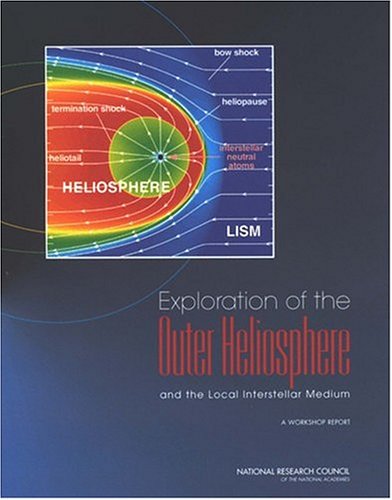 bow shock
heliopause
termination shock
interstellar
neutral
atoms
heliotail
HELIOSPHERE
LISM
Exploration of the
Outer Heliosphere
and the Local Interstellar Medium
A WORKSHOP REPORT
NATIONAL RESEARCH COUNCIL
OF THE NATIONAL ACADEMIES